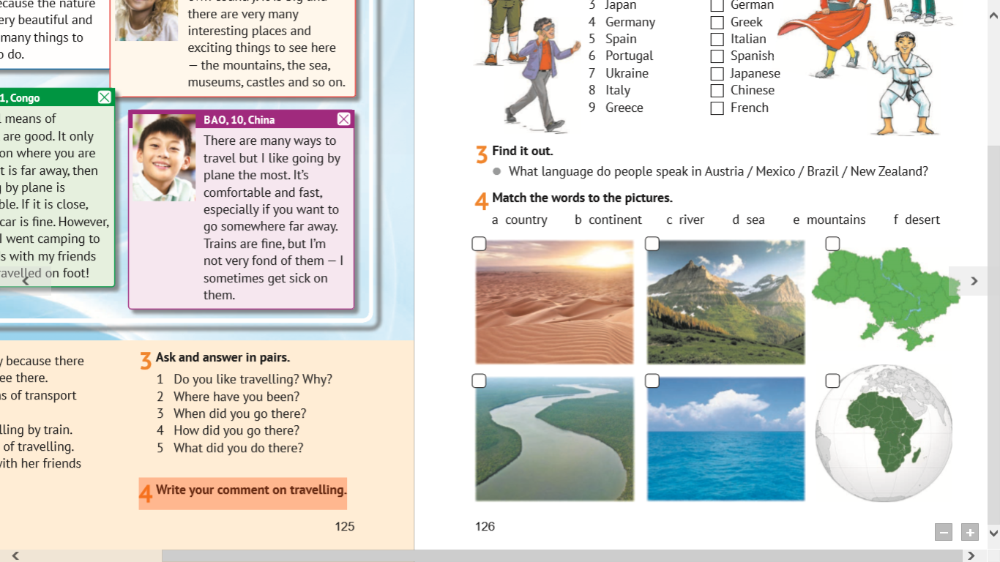 ecause the nature
ery beautiful and
many things to
o do.
there are very many
interesting places and
exciting things to see here
— the mountains, the sea,
museums, castles and so on.
1, Congo
means of
are good. It only
on where you are
t is far away, then
by plane is
ble. If it is close,
car is fine. However,
I went camping to
s with my friends
ravelled on foot!
BAO, 10, China
There are many ways to
travel but I like going by
plane the most. It's
comfortable and fast,
especially if you want to
go somewhere far away.
Trains are fine, but I'm
not very fond of them — I
sometimes get sick on
them.
y because there
ee there.
s of transport
lling by train.
of travelling.
with her friends
3 Ask and answer in pairs.
1 Do you like travelling? Why?
2 Where have you been?
3 When did you go there?
4 How did you go there?
5 What did you do there?
4 Write your comment on travelling.
125
3 Japan German
4 Germany Greek
5 Spain Italian
6 Portugal Spanish
7 Ukraine Japanese
8 Italy Chinese
9 Greece French
3 Find it out.
What language do people speak in Austria / Mexico / Brazil / New Zealand?
4 Match the words to the pictures.
a country b continent c river d sea e mountains f desert
126